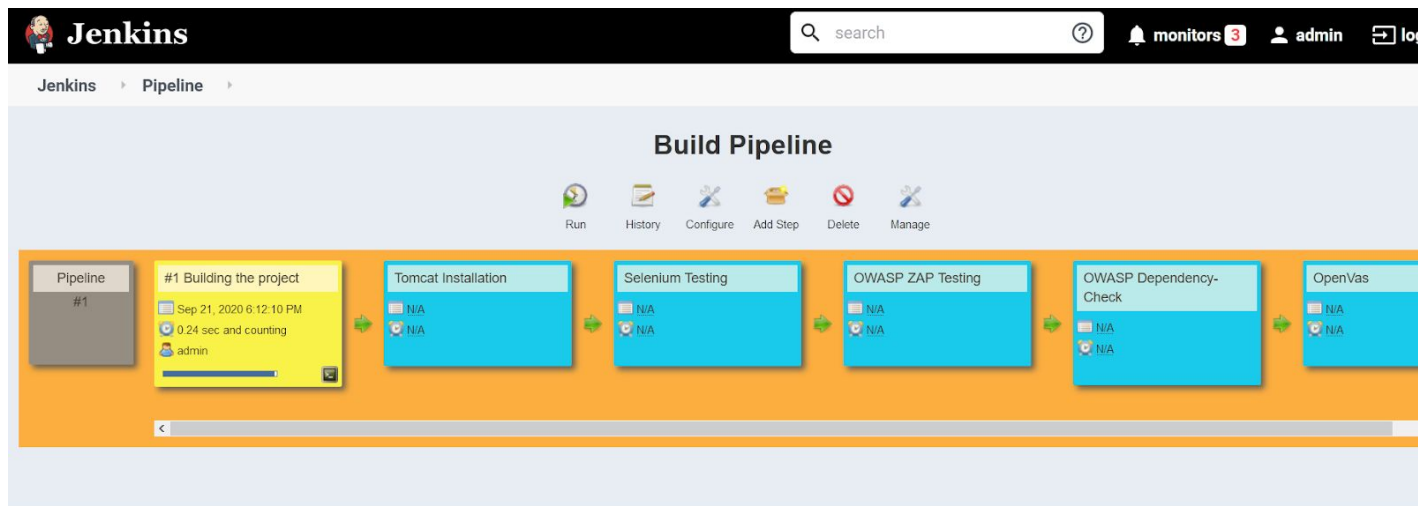 Jenkins
search
monitors 3
admin
Jenkins
Pipeline
Build Pipeline
Run
History
Configure
Add Step
Delete
Manage
Pipeline
#1
#1 Building the project
Sep 21, 2020 6:12:10 PM
0.24 sec and counting
admin
Tomcat Installation
N/A
N/A
Selenium Testing
N/A
N/A
OWASP ZAP Testing
N/A
N/A
OWASP Dependency-
Check
N/A
N/A
OpenVas
N/A
N/A